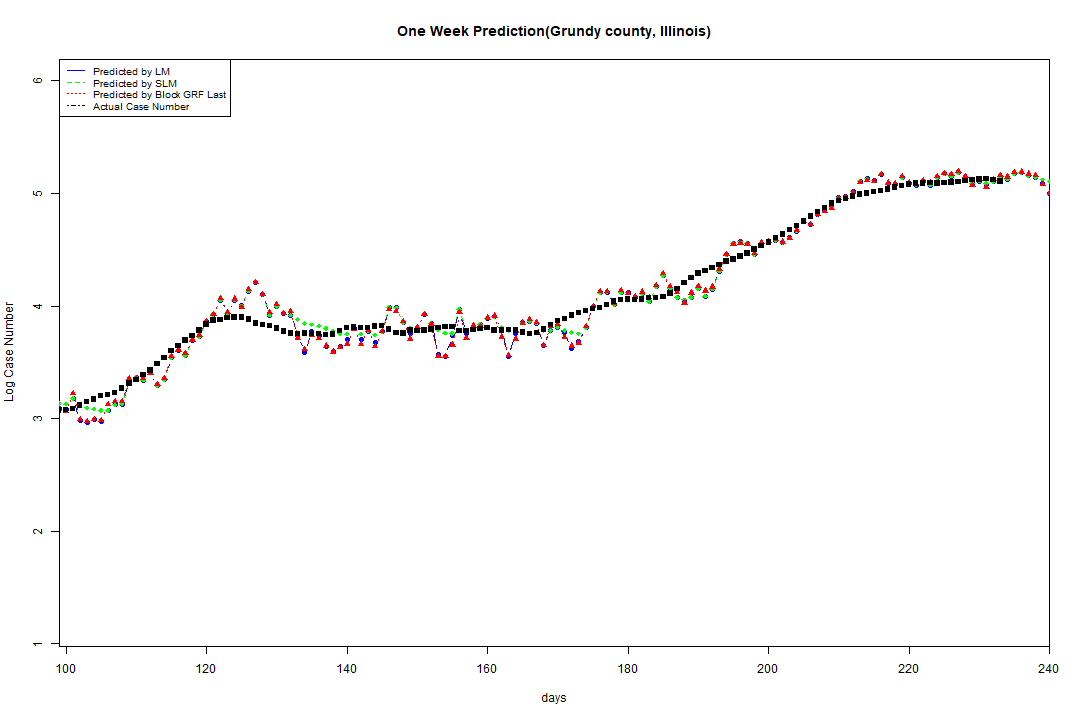 One Week Prediction(Grundy county, Illinois)
Predicted by LM
Predicted by SLM
Predicted by Block GRF Last
Actual Case Number
6
5
4
3
2
1
Log Case Number
100 120 140 160 180 200 220 240
days